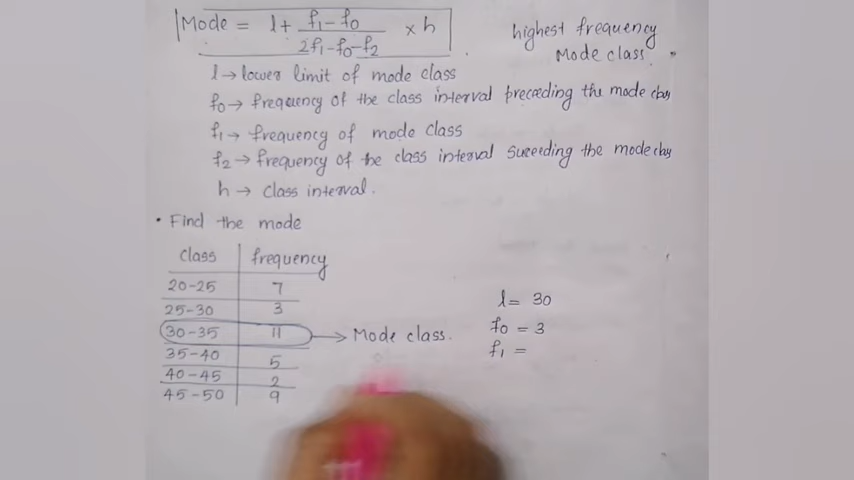 Mode = l + f1 - f0 / 2f1 - f0 - f2 × h
highest frequency
Mode class.
l → lower limit of mode class
f0 → frequency of the class interval preceding the mode class
f1 → frequency of mode class
f2 → frequency of the class interval succeeding the mode class
h → class interval.
• Find the mode
class frequency
20-25 7
25-30 3
30-35 11 → Mode class.
35-40 5
40-45 2
45-50 9
l = 30
f0 = 3
f1 =